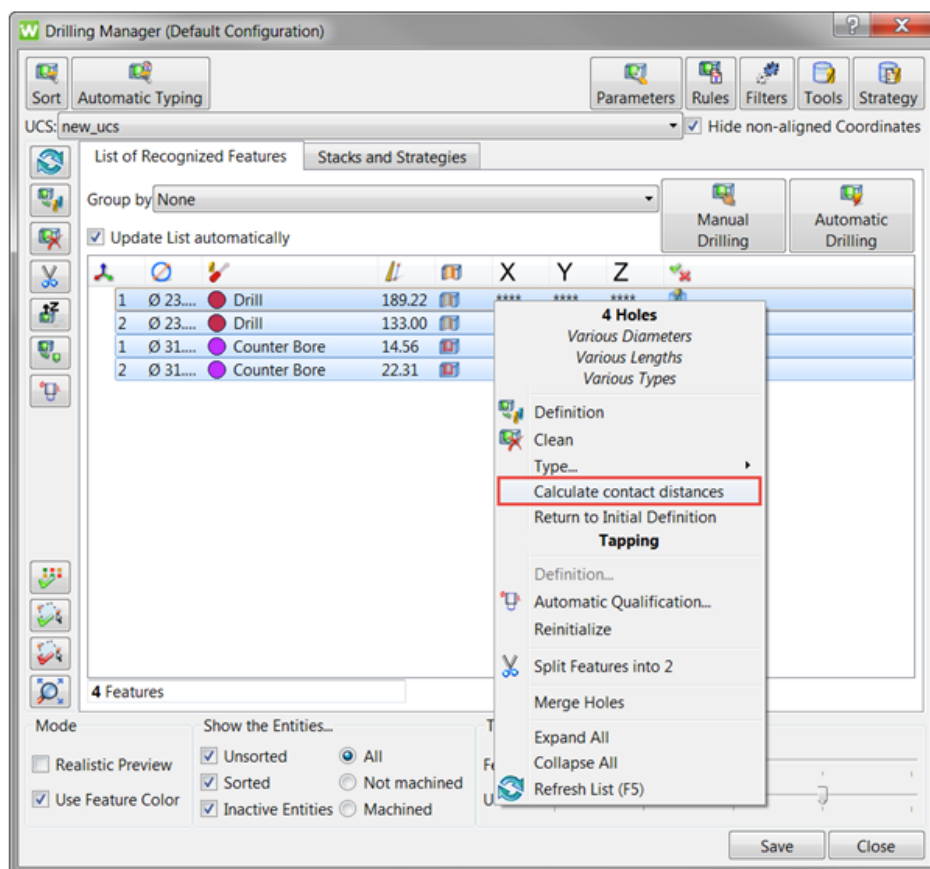 Drilling Manager (Default Configuration)
Sort Automatic Typing Parameters Rules Filters Tools Strategy
UCS: new_ucs Hide non-aligned Coordinates
List of Recognized Features Stacks and Strategies
Group by None
Manual Drilling Automatic Drilling
Update List automatically
X Y Z
1 Ø 23.... Drill 189.22 **** **** ****
2 Ø 23.... Drill 133.00
1 Ø 31.... Counter Bore 14.56
2 Ø 31.... Counter Bore 22.31
4 Holes
Various Diameters
Various Lengths
Various Types
Definition
Clean
Type...
Calculate contact distances
Return to Initial Definition
Tapping
Definition...
Automatic Qualification...
Reinitialize
Split Features into 2
Merge Holes
Expand All
Collapse All
Refresh List (F5)
4 Features
Mode Show the Entities...
Realistic Preview Unsorted All
Sorted Not machined
Use Feature Color Inactive Entities Machined
Save Close